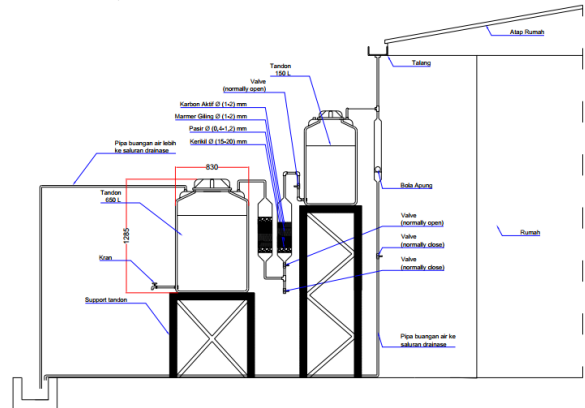 Atap Rumah
Talang
Tandon
150 L
Valve
(normally open)
Karbon Aktif Ø (1-2) mm
Marmer Giling Ø (1-2) mm
Pasir Ø (0,4-1,2) mm
Kerikil Ø (15-20) mm
Pipa buangan air lebih
ke saluran drainase
830
Bola Apung
Tandon
650 L
1285
Valve
(normally open)
Rumah
Valve
(normally close)
Kran
Valve
(normally close)
Support tandon
Pipa buangan air ke
saluran drainase